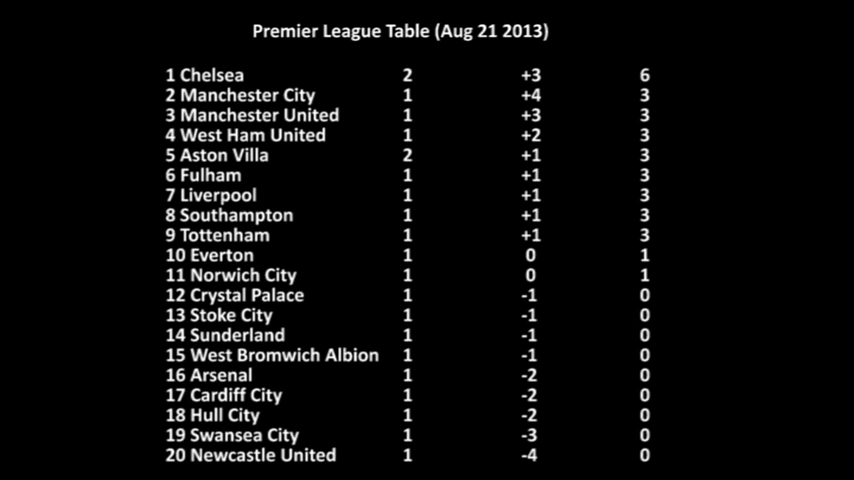 Premier League Table (Aug 21 2013)
1 Chelsea 2 +3 6
2 Manchester City 1 +4 3
3 Manchester United 1 +3 3
4 West Ham United 1 +2 3
5 Aston Villa 2 +1 3
6 Fulham 1 +1 3
7 Liverpool 1 +1 3
8 Southampton 1 +1 3
9 Tottenham 1 +1 3
10 Everton 1 0 1
11 Norwich City 1 0 1
12 Crystal Palace 1 -1 0
13 Stoke City 1 -1 0
14 Sunderland 1 -1 0
15 West Bromwich Albion 1 -1 0
16 Arsenal 1 -2 0
17 Cardiff City 1 -2 0
18 Hull City 1 -2 0
19 Swansea City 1 -3 0
20 Newcastle United 1 -4 0